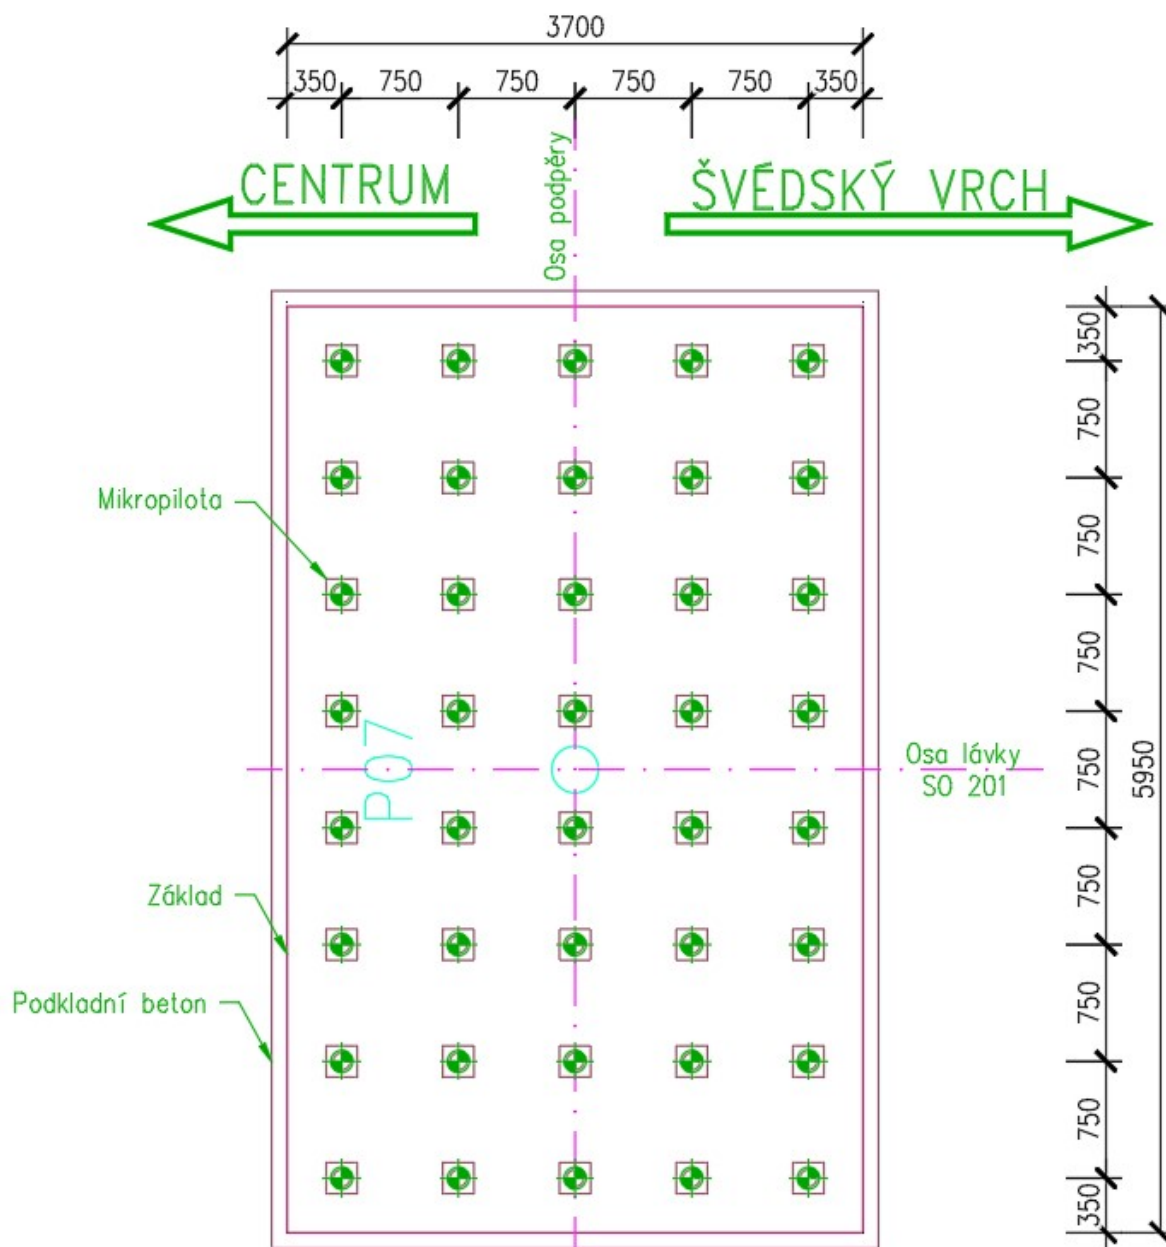 3700
350 750 750 750 750 350
Osa podpěry
CENTRUM
ŠVÉDSKÝ VRCH
350
750
Mikropilota
750
750
P07
Osa lávky
SO 201
750
5950
Základ
750
Podkladní beton
750
750
350